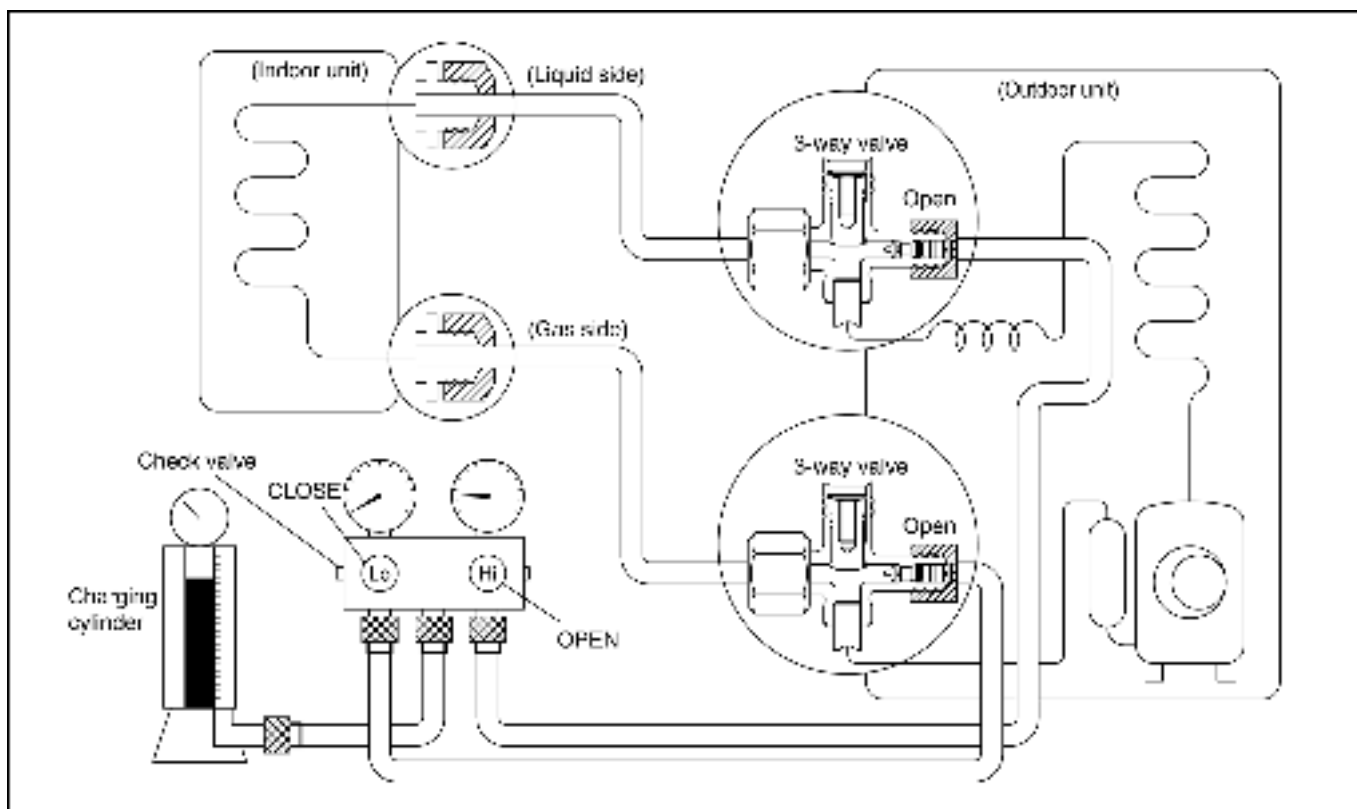 (Indoor unit)
(Liquid side)
(Outdoor unit)
3-way valve
Open
(Gas side)
Check valve
CLOSE
3-way valve
Open
Lo
Hi
Charging
cylinder
OPEN